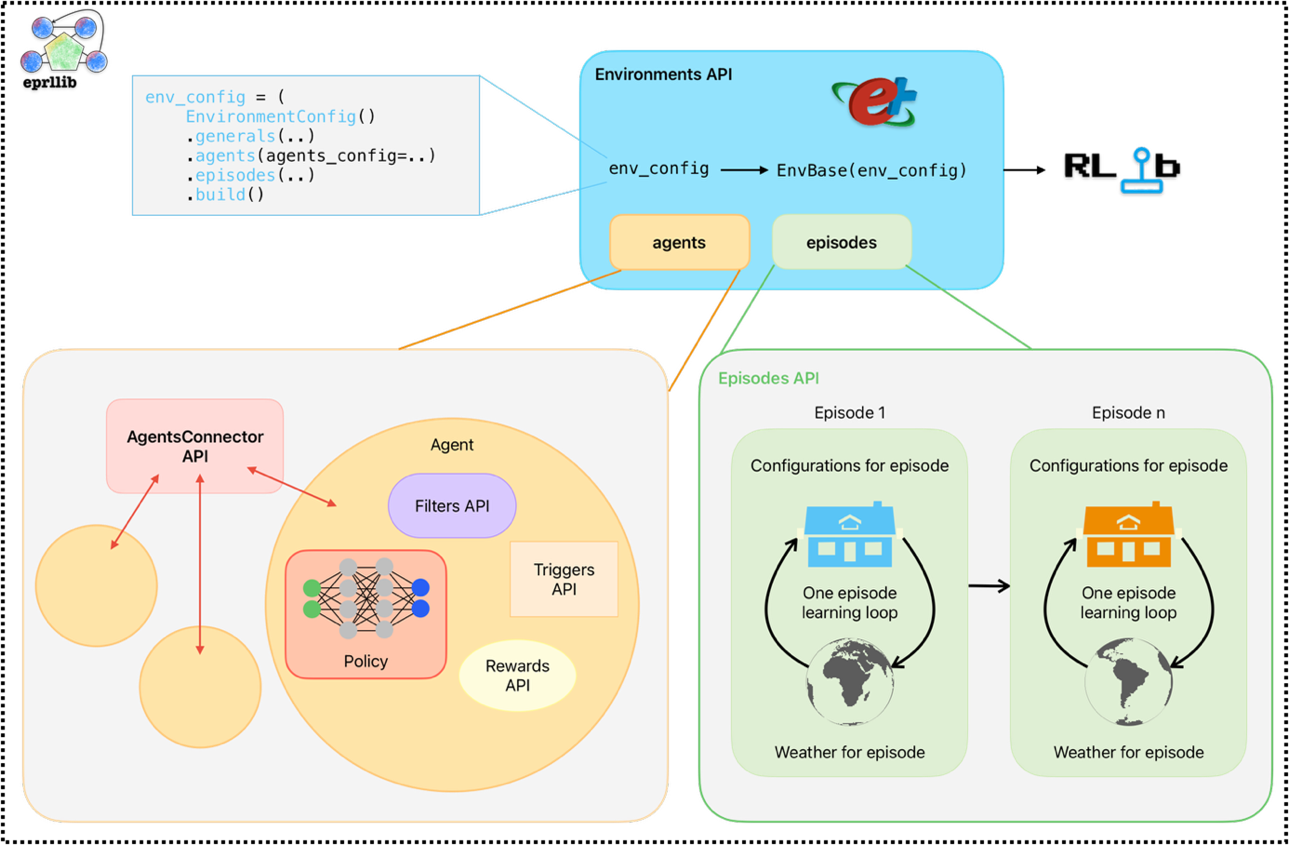 eprllib
env_config = (
EnvironmentConfig()
.generals(..)
.agents(agents_config=..)
.episodes(..)
.build()
Environments API
e+
env_config
EnvBase(env_config)
RL b
agents
episodes
AgentsConnector
API
Agent
Filters API
Triggers
API
Policy
Rewards
API
Episodes API
Episode 1
Configurations for episode
One episode
learning loop
Weather for episode
Episode n
Configurations for episode
One episode
learning loop
Weather for episode